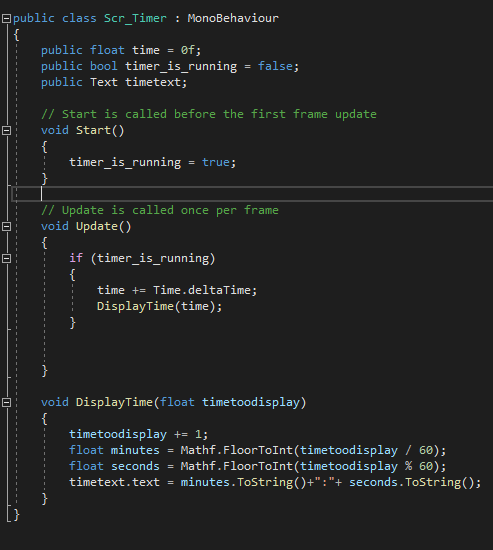 public class Scr_Timer : MonoBehaviour
{
public float time = 0f;
public bool timer_is_running = false;
public Text timetext;
// Start is called before the first frame update
void Start()
{
timer_is_running = true;
}
// Update is called once per frame
void Update()
{
if (timer_is_running)
{
time += Time.deltaTime;
DisplayTime(time);
}
}
void DisplayTime(float timetoodisplay)
{
timetoodisplay += 1;
float minutes = Mathf.FloorToInt(timetoodisplay / 60);
float seconds = Mathf.FloorToInt(timetoodisplay % 60);
timetext.text = minutes.ToString()+":"+ seconds.ToString();
}
}